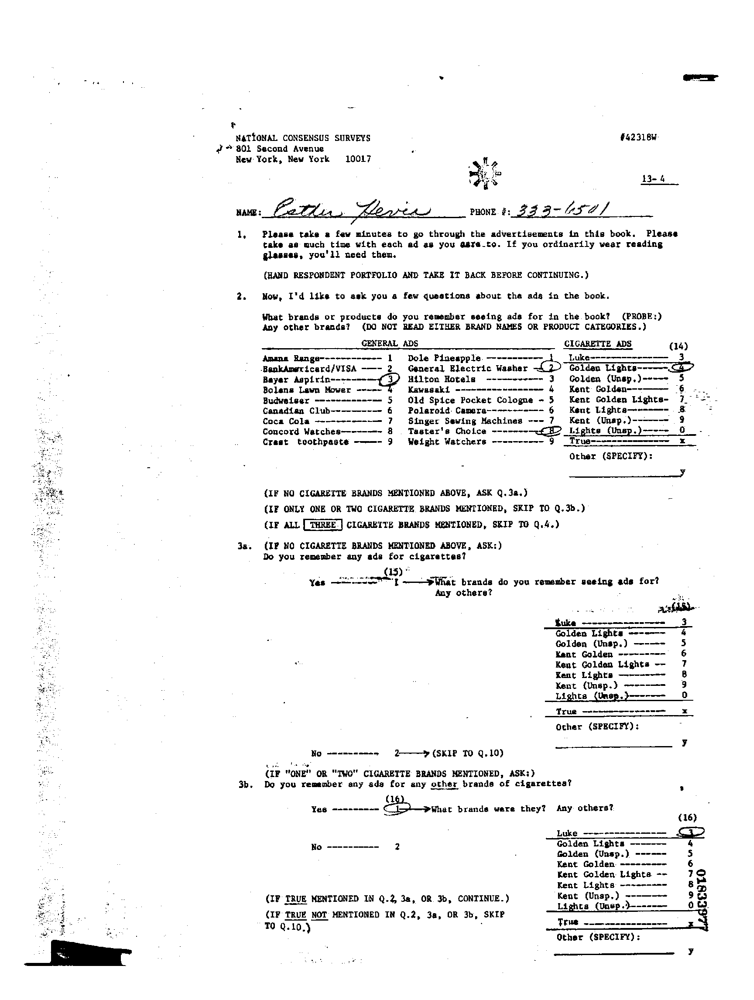 NATIONAL CONSENSUS SURVEYS #42318W
801 Second Avenue
New York, New York 10017
13-4
NAME: PHONE #:
1. Please take a few minutes to go through the advertisements in this book. Please
take as much time with each ad as you care to. If you ordinarily wear reading
glasses, you'll need them.
(HAND RESPONDENT PORTFOLIO AND TAKE IT BACK BEFORE CONTINUING.)
2. Now, I'd like to ask you a few questions about the ads in the book.
What brands or products do you remember seeing ads for in the book? (PROBE:)
Any other brands? (DO NOT READ EITHER BRAND NAMES OR PRODUCT CATEGORIES.)
GENERAL ADS CIGARETTE ADS (14)
Amana Range------------ 1 Dole Pineapple ----------- 1 Luke------------------ 3
BankAmericard/VISA ---- 2 General Electric Washer -- 2 Golden Lights------ 4
Bayer Aspirin---------- 3 Hilton Hotels ----------- 3 Golden (Unsp.)----- 5
Bolens Lawn Mower ----- 4 Kawasaki ----------------- 4 Kent Golden-------- 6
Budweiser ------------- 5 Old Spice Pocket Cologne - 5 Kent Golden Lights- 7
Canadian Club---------- 6 Polaroid Camera----------- 6 Kent Lights-------- 8
Coca Cola ------------- 7 Singer Sewing Machines --- 7 Kent (Unsp.) ------ 9
Concord Watches-------- 8 Taster's Choice ---------- 8 Lights (Unsp.)----- 0
Crest toothpaste ------ 9 Weight Watchers ---------- 9 True--------------- x
Other (SPECIFY):
y
(IF NO CIGARETTE BRANDS MENTIONED ABOVE, ASK Q.3a.)
(IF ONLY ONE OR TWO CIGARETTE BRANDS MENTIONED, SKIP TO Q.3b.)
(IF ALL THREE CIGARETTE BRANDS MENTIONED, SKIP TO Q.4.)
3a. (IF NO CIGARETTE BRANDS MENTIONED ABOVE, ASK:)
Do you remember any ads for cigarettes?
(15)
Yes ---------- 1 What brands do you remember seeing ads for?
Any others?
(15)
Luke ---------------- 3
Golden Lights ------- 4
Golden (Unsp.) ------ 5
Kent Golden --------- 6
Kent Golden Lights -- 7
Kent Lights --------- 8
Kent (Unsp.) -------- 9
Lights (Unsp.)------- 0
True ---------------- x
Other (SPECIFY):
y
No ---------- 2 (SKIP TO Q.10)
(IF "ONE" OR "TWO" CIGARETTE BRANDS MENTIONED, ASK:)
3b. Do you remember any ads for any other brands of cigarettes?
(16)
Yes --------- 1 What brands were they? Any others?
(16)
Luke ---------------- 3
No ---------- 2 Golden Lights ------- 4
Golden (Unsp.) ------ 5
Kent Golden --------- 6
Kent Golden Lights -- 7
Kent Lights --------- 8
(IF TRUE MENTIONED IN Q.2, 3a, OR 3b, CONTINUE.) Kent (Unsp.) -------- 9
Lights (Unsp.)------- 0
(IF TRUE NOT MENTIONED IN Q.2, 3a, OR 3b, SKIP
TO Q.10.) True ---------------- x
Other (SPECIFY):
y
01833977